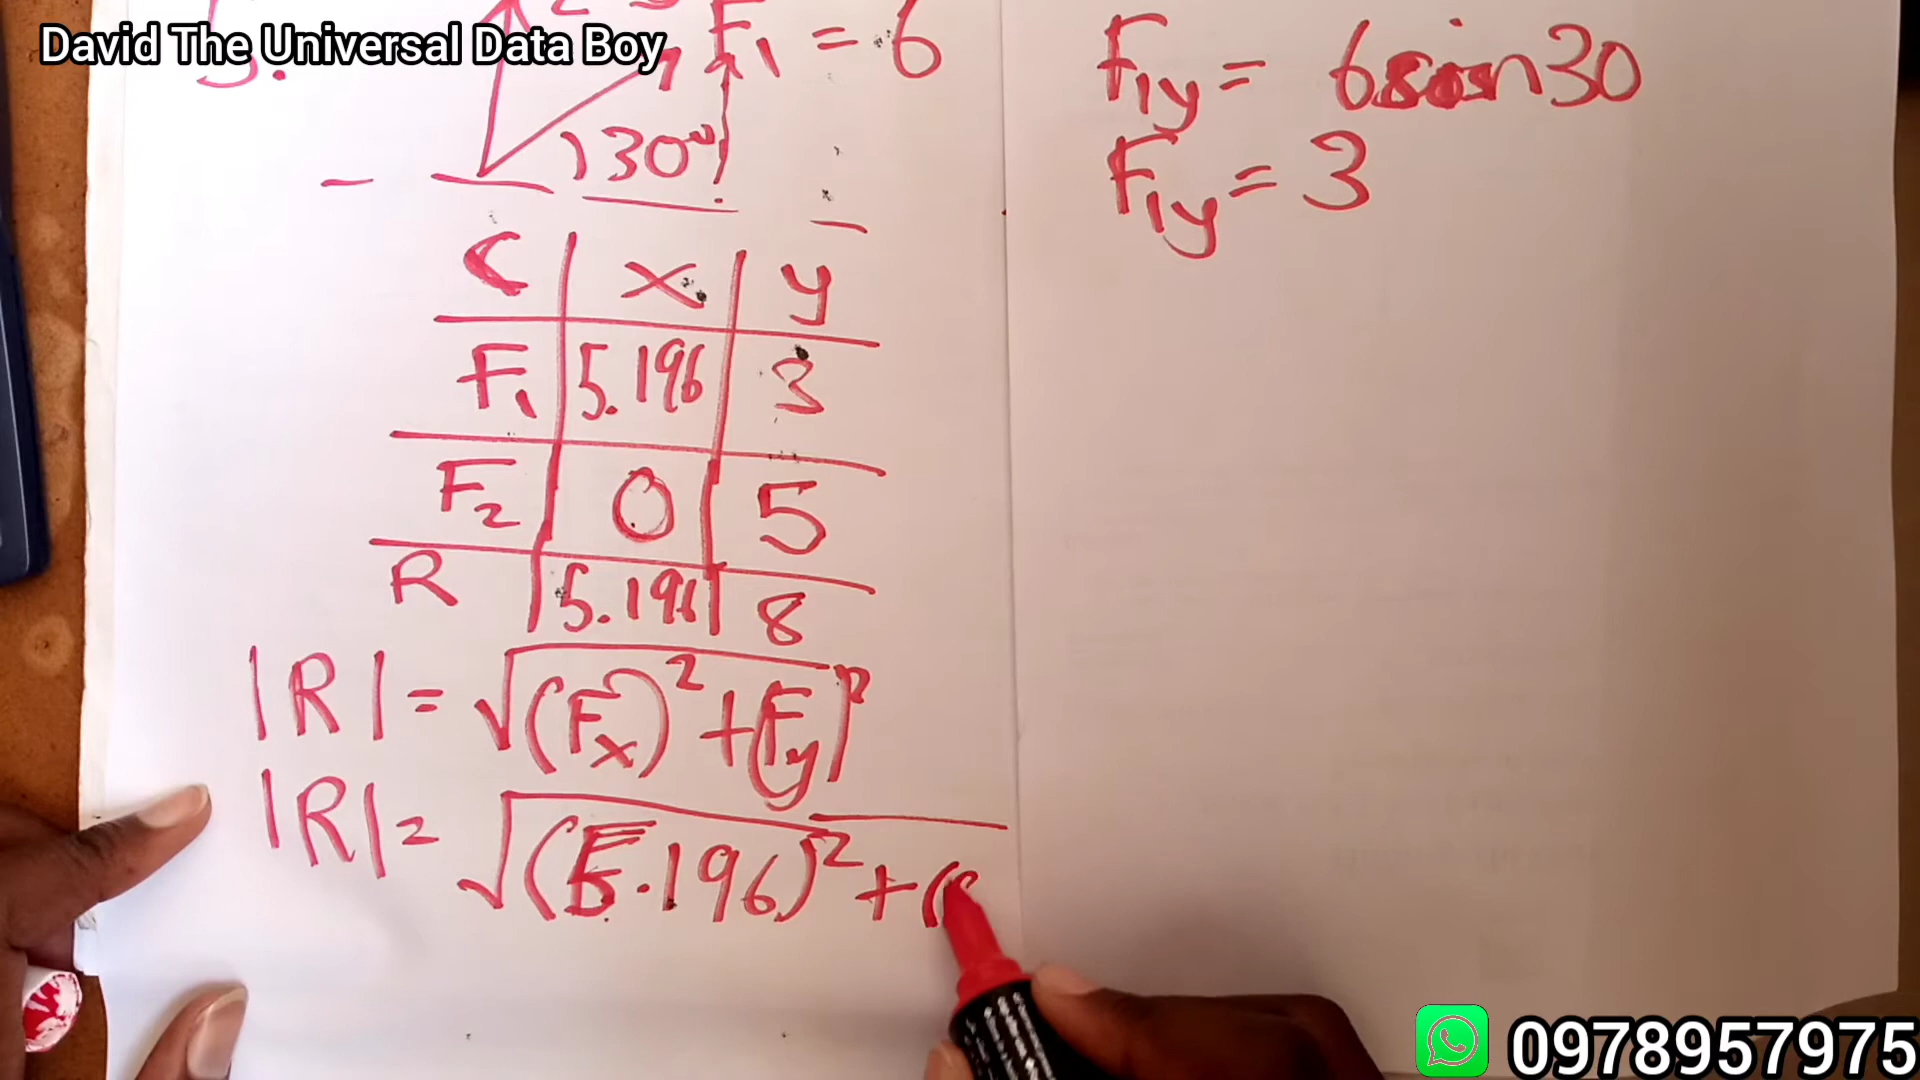 David The Universal Data Boy
F₁ = 6
30°
C x y
F₁ 5.196 3
F₂ 0 5
R 5.196 8
|R| = √(Fx)² + (Fy)²
|R| = √(5.196)² + (
F₁y = 6sin30
F₁y = 3
0978957975